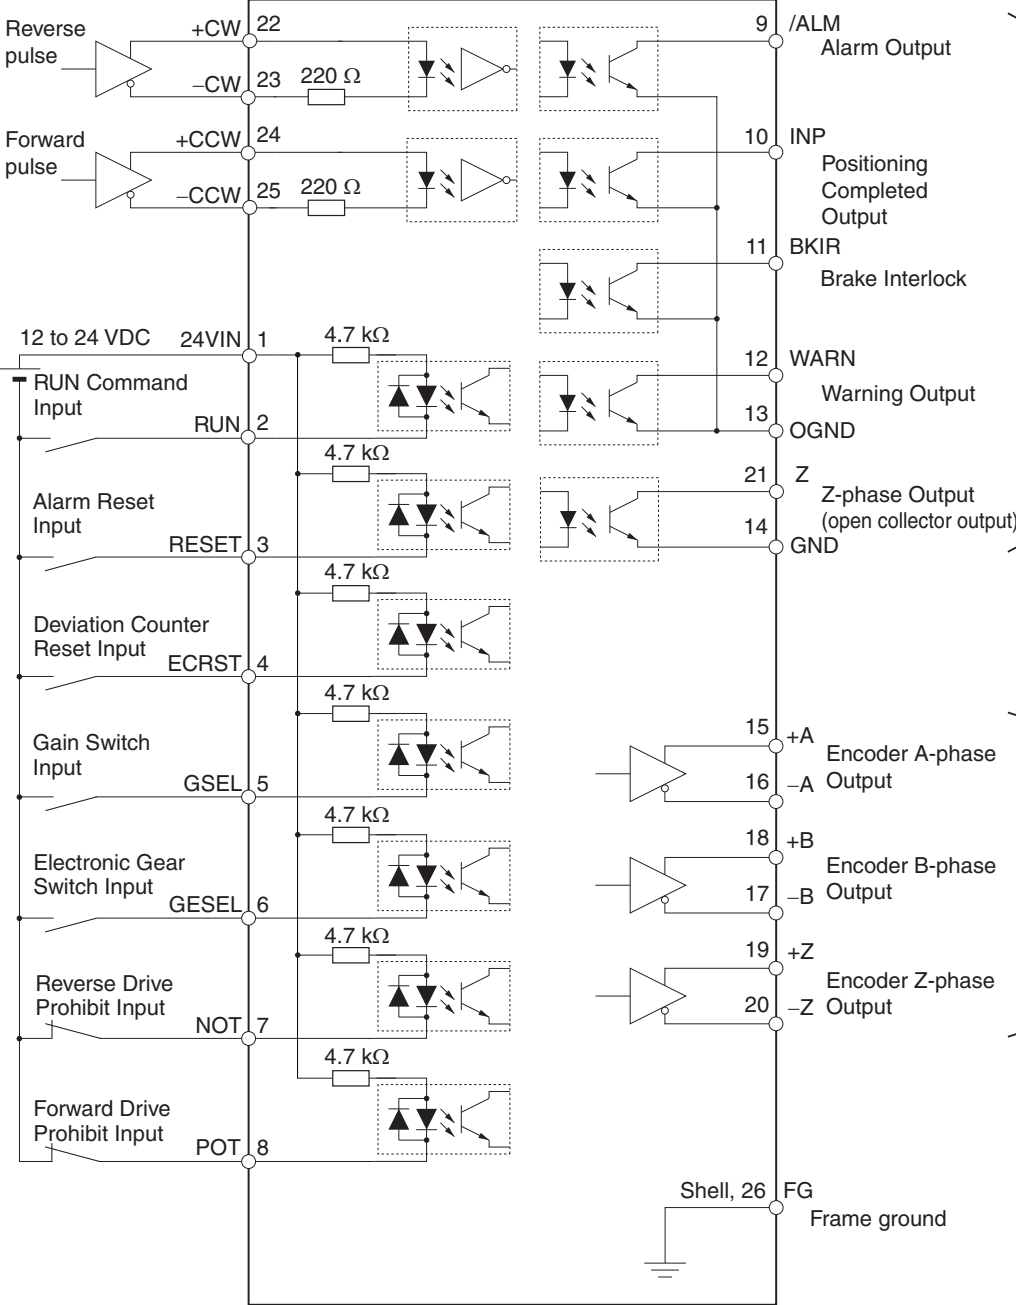 Reverse
pulse
+CW 22
−CW 23 220 Ω
Forward
pulse
+CCW 24
−CCW 25 220 Ω
12 to 24 VDC 24VIN 1 4.7 kΩ
RUN Command
Input
RUN 2
4.7 kΩ
Alarm Reset
Input
RESET 3
4.7 kΩ
Deviation Counter
Reset Input
ECRST 4
4.7 kΩ
Gain Switch
Input
GSEL 5
4.7 kΩ
Electronic Gear
Switch Input
GESEL 6
4.7 kΩ
Reverse Drive
Prohibit Input
NOT 7
4.7 kΩ
Forward Drive
Prohibit Input
POT 8
9 /ALM
Alarm Output
10 INP
Positioning
Completed
Output
11 BKIR
Brake Interlock
12 WARN
Warning Output
13 OGND
21 Z
Z-phase Output
(open collector output)
14 GND
15 +A
Encoder A-phase
16 −A Output
18 +B
Encoder B-phase
17 −B Output
19 +Z
Encoder Z-phase
20 −Z Output
Shell, 26 FG
Frame ground